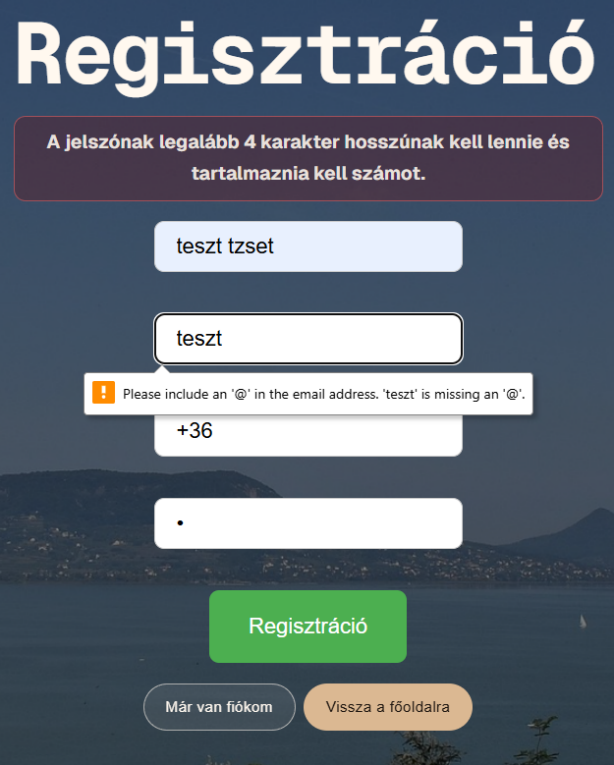 Regisztráció
A jelszónak legalább 4 karakter hosszúnak kell lennie és
tartalmaznia kell számot.
teszt tzset
teszt
Please include an '@' in the email address. 'teszt' is missing an '@'.
+36
•
Regisztráció
Már van fiókom
Vissza a főoldalra